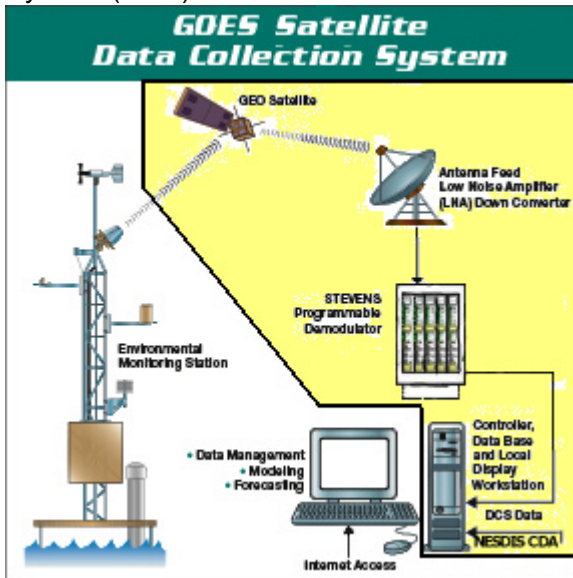 GOES Satellite
Data Collection System
GEO Satellite
Antenna Feed
Low Noise Amplifier
(LNA) Down Converter
STEVENS
Programmable
Demodulator
Environmental
Monitoring Station
Controller,
Data Base
and Local
Display
Workstation
• Data Management
• Modeling
• Forecasting
DCS Data
NESDIS CDA
Internet Access